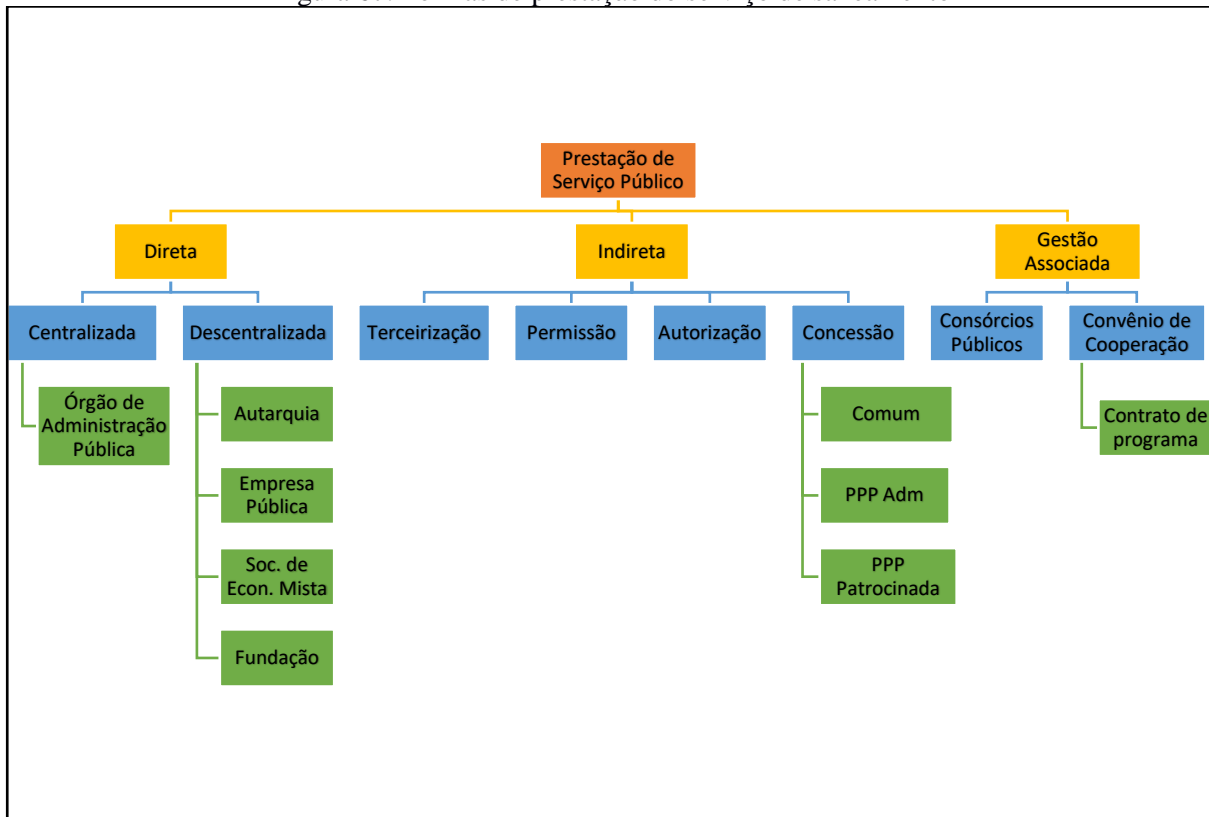 Prestação de
Serviço Público
Direta
Indireta
Gestão
Associada
Centralizada
Descentralizada
Terceirização
Permissão
Autorização
Concessão
Consórcios
Públicos
Convênio de
Cooperação
Órgão de
Administração
Pública
Autarquia
Empresa
Pública
Soc. de
Econ. Mista
Fundação
Comum
PPP Adm
PPP
Patrocinada
Contrato de
programa